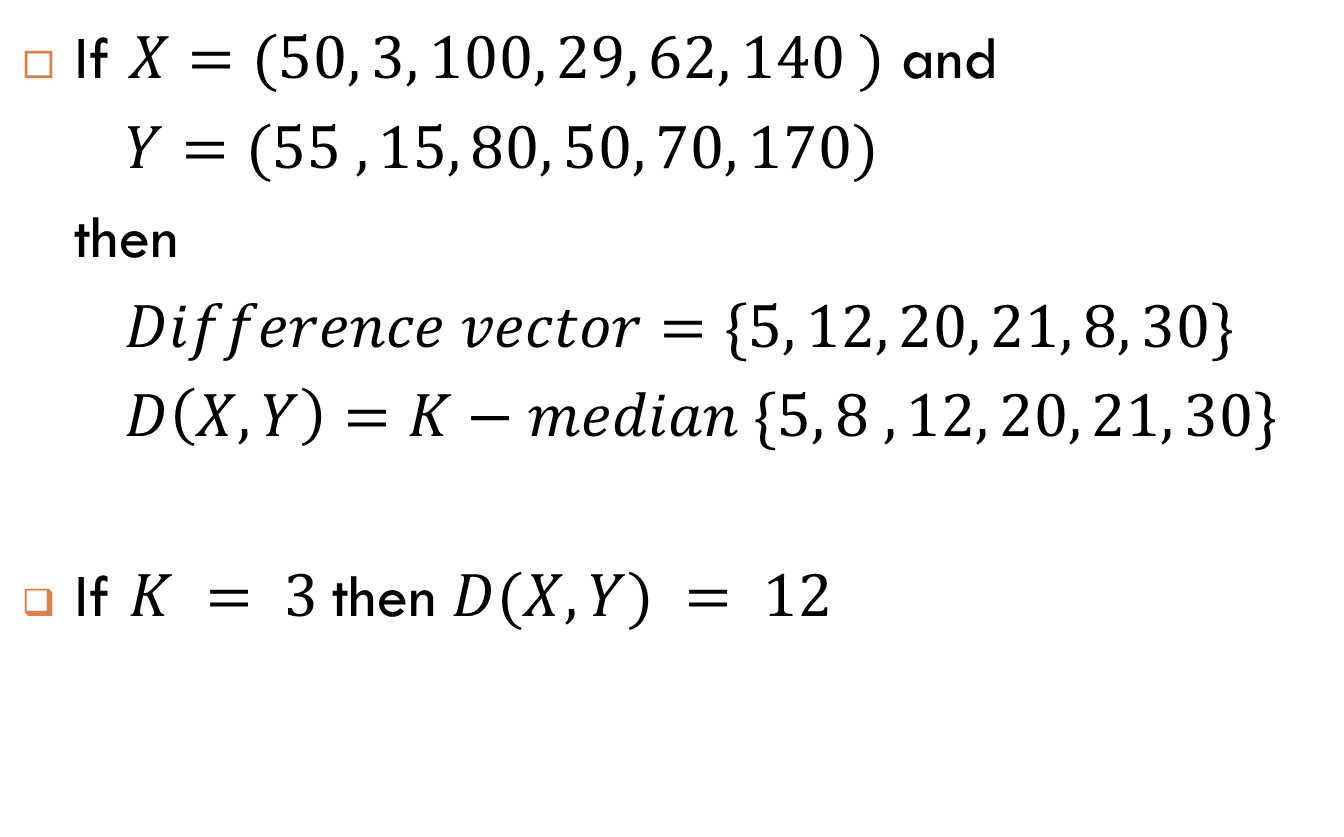 If X = (50, 3, 100, 29, 62, 140 ) and
Y = (55 , 15, 80, 50, 70, 170)
then
Difference vector = {5, 12, 20, 21, 8, 30}
D(X, Y) = K − median {5, 8 , 12, 20, 21, 30}
If K = 3 then D(X, Y) = 12